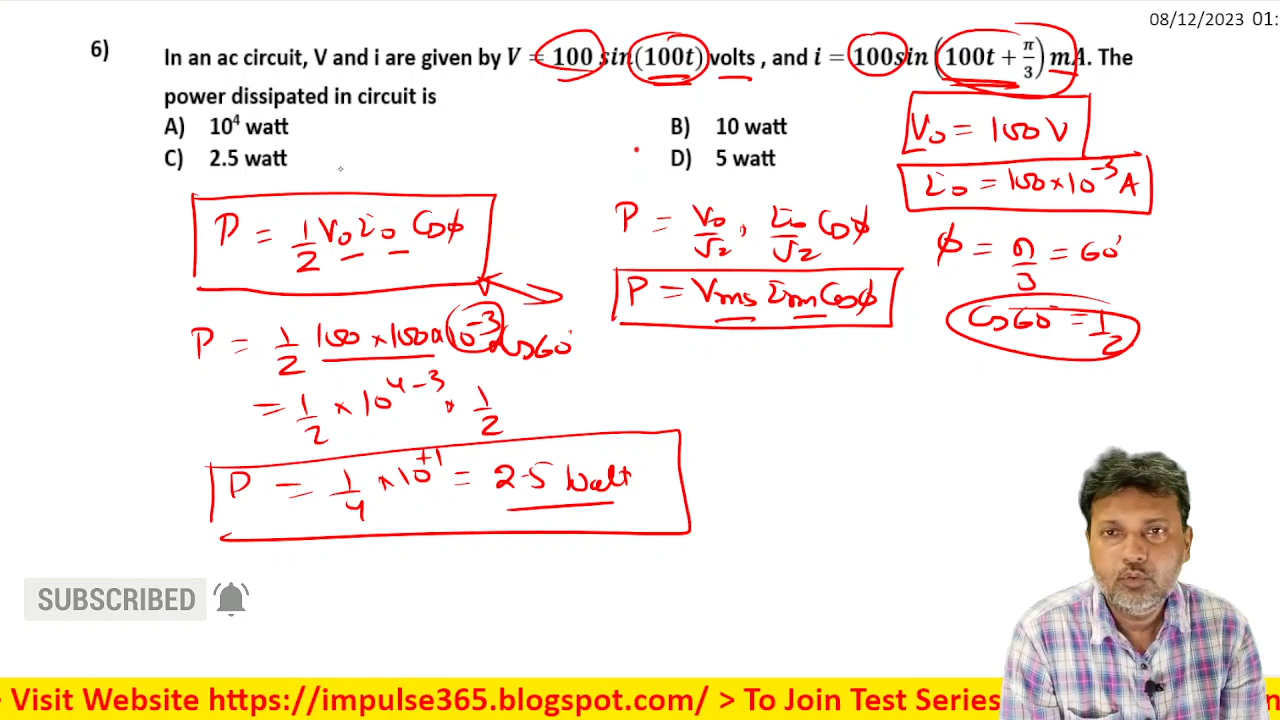 08/12/2023 01:
6) In an ac circuit, V and i are given by V = 100 sin(100t) volts , and i = 100sin (100t + π/3) mA. The
power dissipated in circuit is
A) 10⁴ watt B) 10 watt
C) 2.5 watt D) 5 watt
V₀ = 100 V
I₀ = 100×10⁻³ A
ϕ = π/3 = 60°
Cos 60° = 1/2
P = V₀/√2 . I₀/√2 Cosϕ
P = Vrms Irms Cosϕ
P = 1/2 V₀ I₀ Cosϕ
P = 1/2 100 × 100 × 10⁻³ × Cos60°
= 1/2 × 10⁴⁻³ × 1/2
P = 1/4 × 10⁺¹ = 2.5 Watt
SUBSCRIBED
Visit Website https://impulse365.blogspot.com/ > To Join Test Series